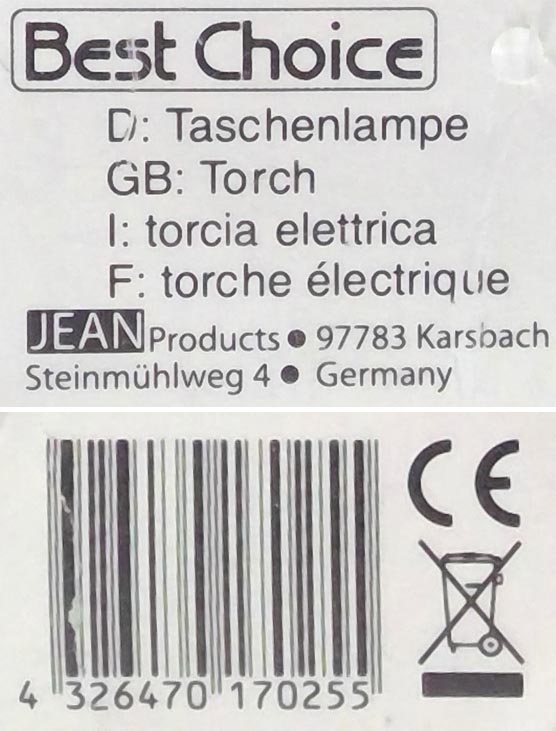 Best Choice
D: Taschenlampe
GB: Torch
I: torcia elettrica
F: torche électrique
JEAN Products ● 97783 Karsbach
Steinmühlweg 4 ● Germany
CE
4 326470 170255